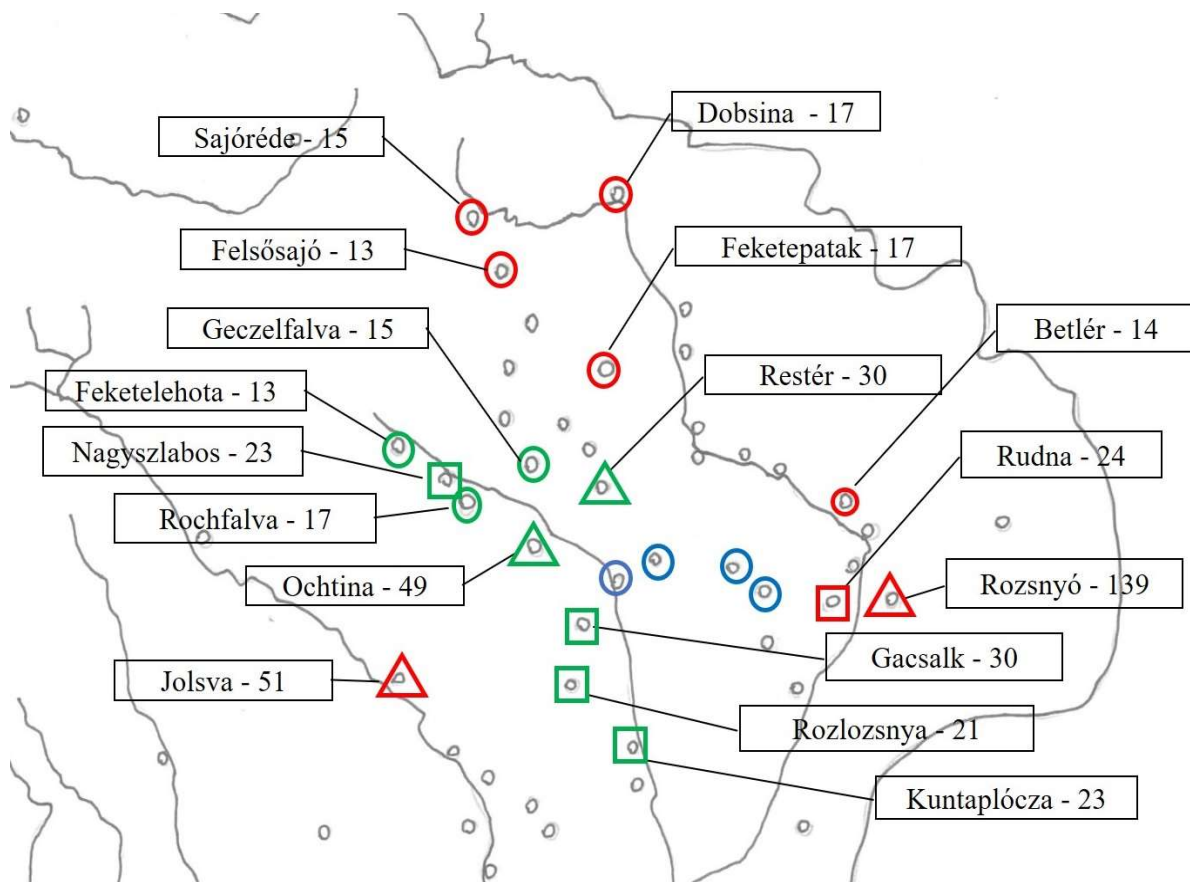 Dobsina - 17
Sajóréde - 15
Felsősajó - 13
Feketepatak - 17
Geczelfalva - 15
Betlér - 14
Restér - 30
Feketelehota - 13
Nagyszlabos - 23
Rudna - 24
Rochfalva - 17
Ochtina - 49
Rozsnyó - 139
Gacsalk - 30
Jolsva - 51
Rozlozsnya - 21
Kuntaplócza - 23